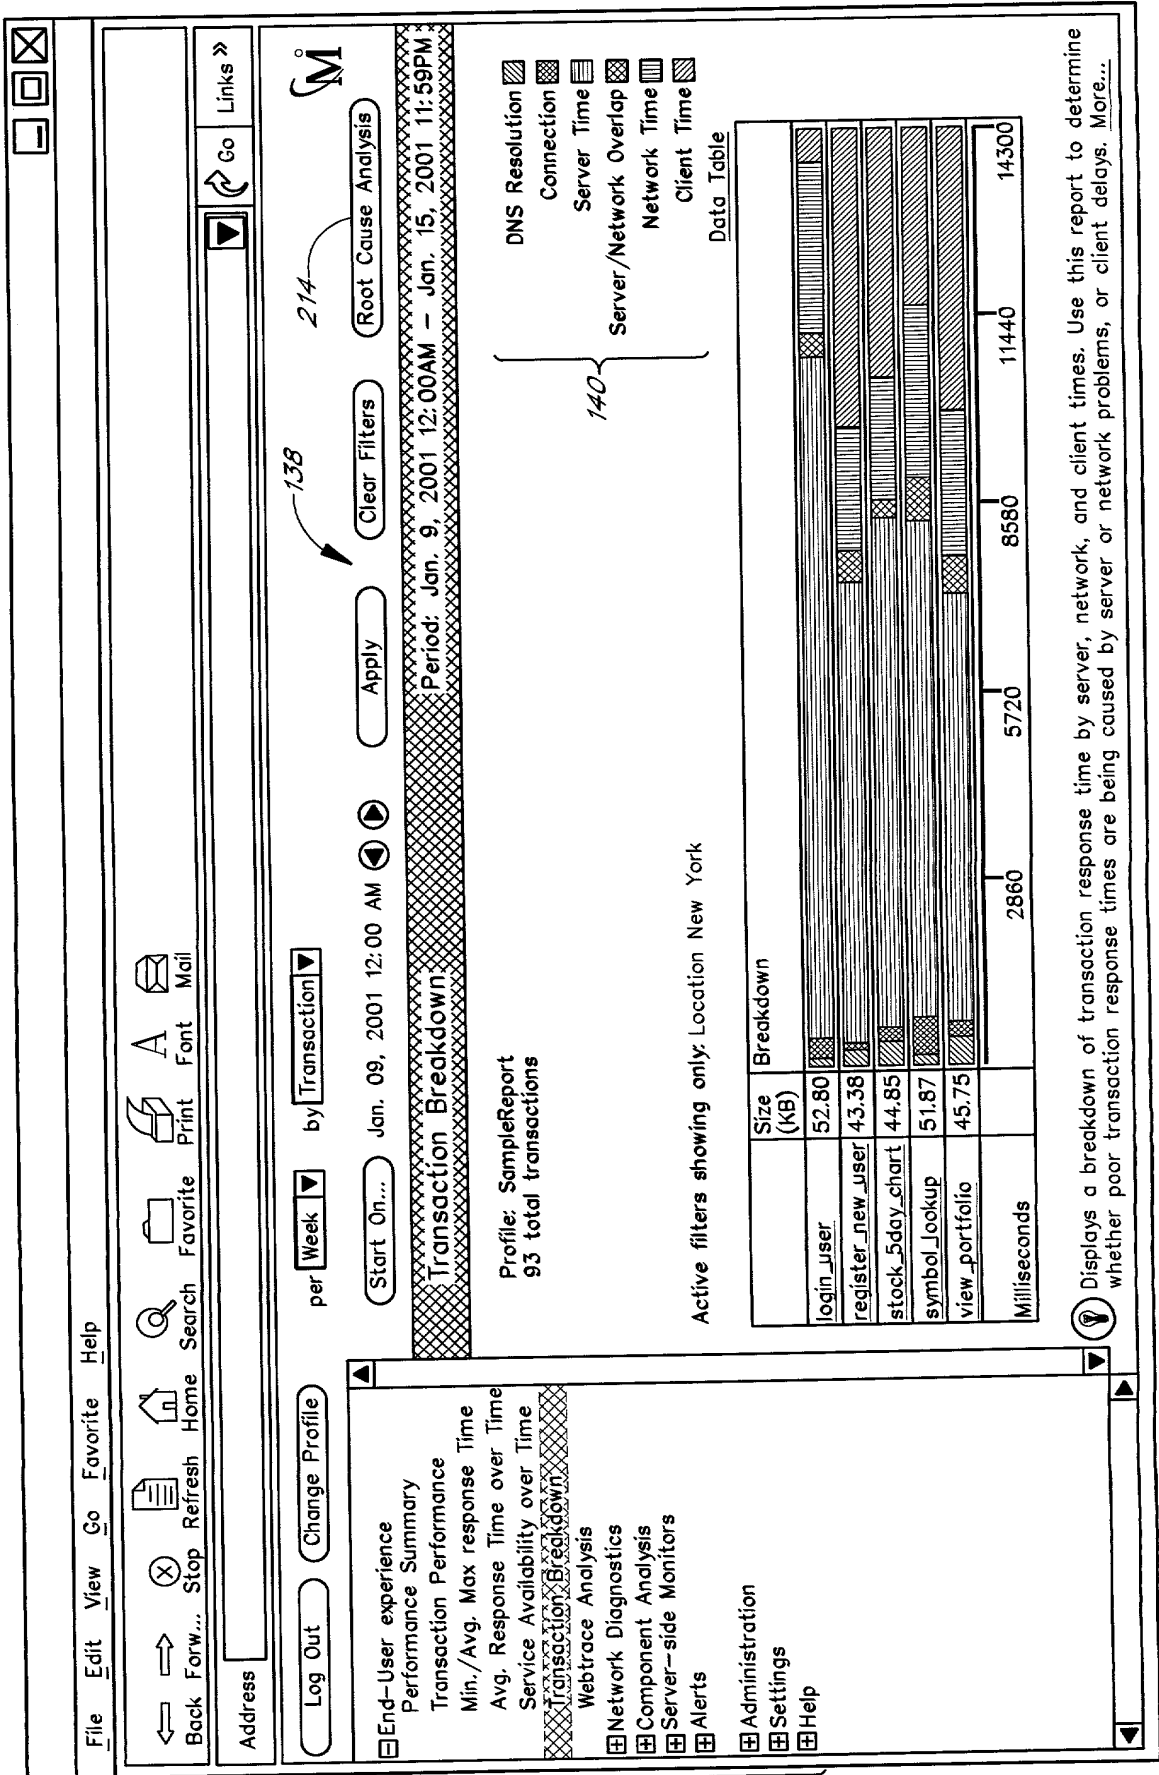 File Edit View Go Favorite Help
Back Forw... Stop Refresh Home Search Favorite Print Font Mail
Address
Go Links »
Log Out
Change Profile
per Week by Transaction
214
138
M
Start On...
Jan. 09, 2001 12:00 AM
Apply
Clear Filters
Root Cause Analysis
Transaction Breakdown
Period: Jan. 9, 2001 12:00AM – Jan. 15, 2001 11:59PM
End–User experience
Performance Summary
Transaction Performance
Min./Avg. Max response Time
Avg. Response Time over Time
Service Availability over Time
Transaction Breakdown
Webtrace Analysis
Network Diagnostics
Component Analysis
Server–side Monitors
Alerts
Administration
Settings
Help
Profile: SampleReport
93 total transactions
140
DNS Resolution
Connection
Server Time
Server/Network Overlap
Network Time
Client Time
Active filters showing only: Location New York
Data Table
Size (KB) Breakdown
login_user 52.80
register_new_user 43.38
stock_5day_chart 44.85
symbol_lookup 51.87
view_portfolio 45.75
Milliseconds 2860 5720 8580 11440 14300
Displays a breakdown of transaction response time by server, network, and client times. Use this report to determine
whether poor transaction response times are being caused by server or network problems, or client delays. More...